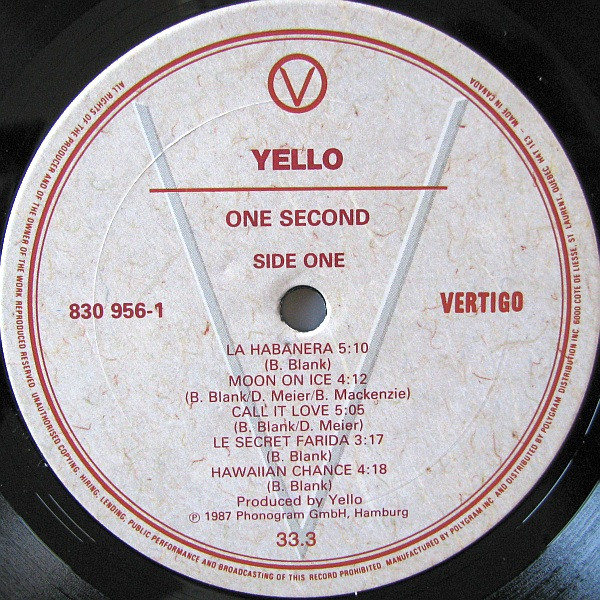 V
YELLO
ONE SECOND
SIDE ONE
830 956-1
VERTIGO
LA HABANERA 5:10
(B. Blank)
MOON ON ICE 4:12
(B. Blank/D. Meier/B. Mackenzie)
CALL IT LOVE 5:05
(B. Blank/D. Meier)
LE SECRET FARIDA 3:17
(B. Blank)
HAWAIIAN CHANCE 4:18
(B. Blank)
Produced by Yello
℗ 1987 Phonogram GmbH, Hamburg
33.3
ALL RIGHTS OF THE PRODUCER AND OF THE OWNER OF THE WORK REPRODUCED RESERVED. UNAUTHORISED COPYING, HIRING, LENDING, PUBLIC PERFORMANCE AND BROADCASTING OF THIS RECORD PROHIBITED. MANUFACTURED BY POLYGRAM INC. AND DISTRIBUTED BY POLYGRAM DISTRIBUTION INC. 6000 COTE DE LIESSE, ST. LAURENT, QUEBEC, H4T 1E3. MADE IN CANADA